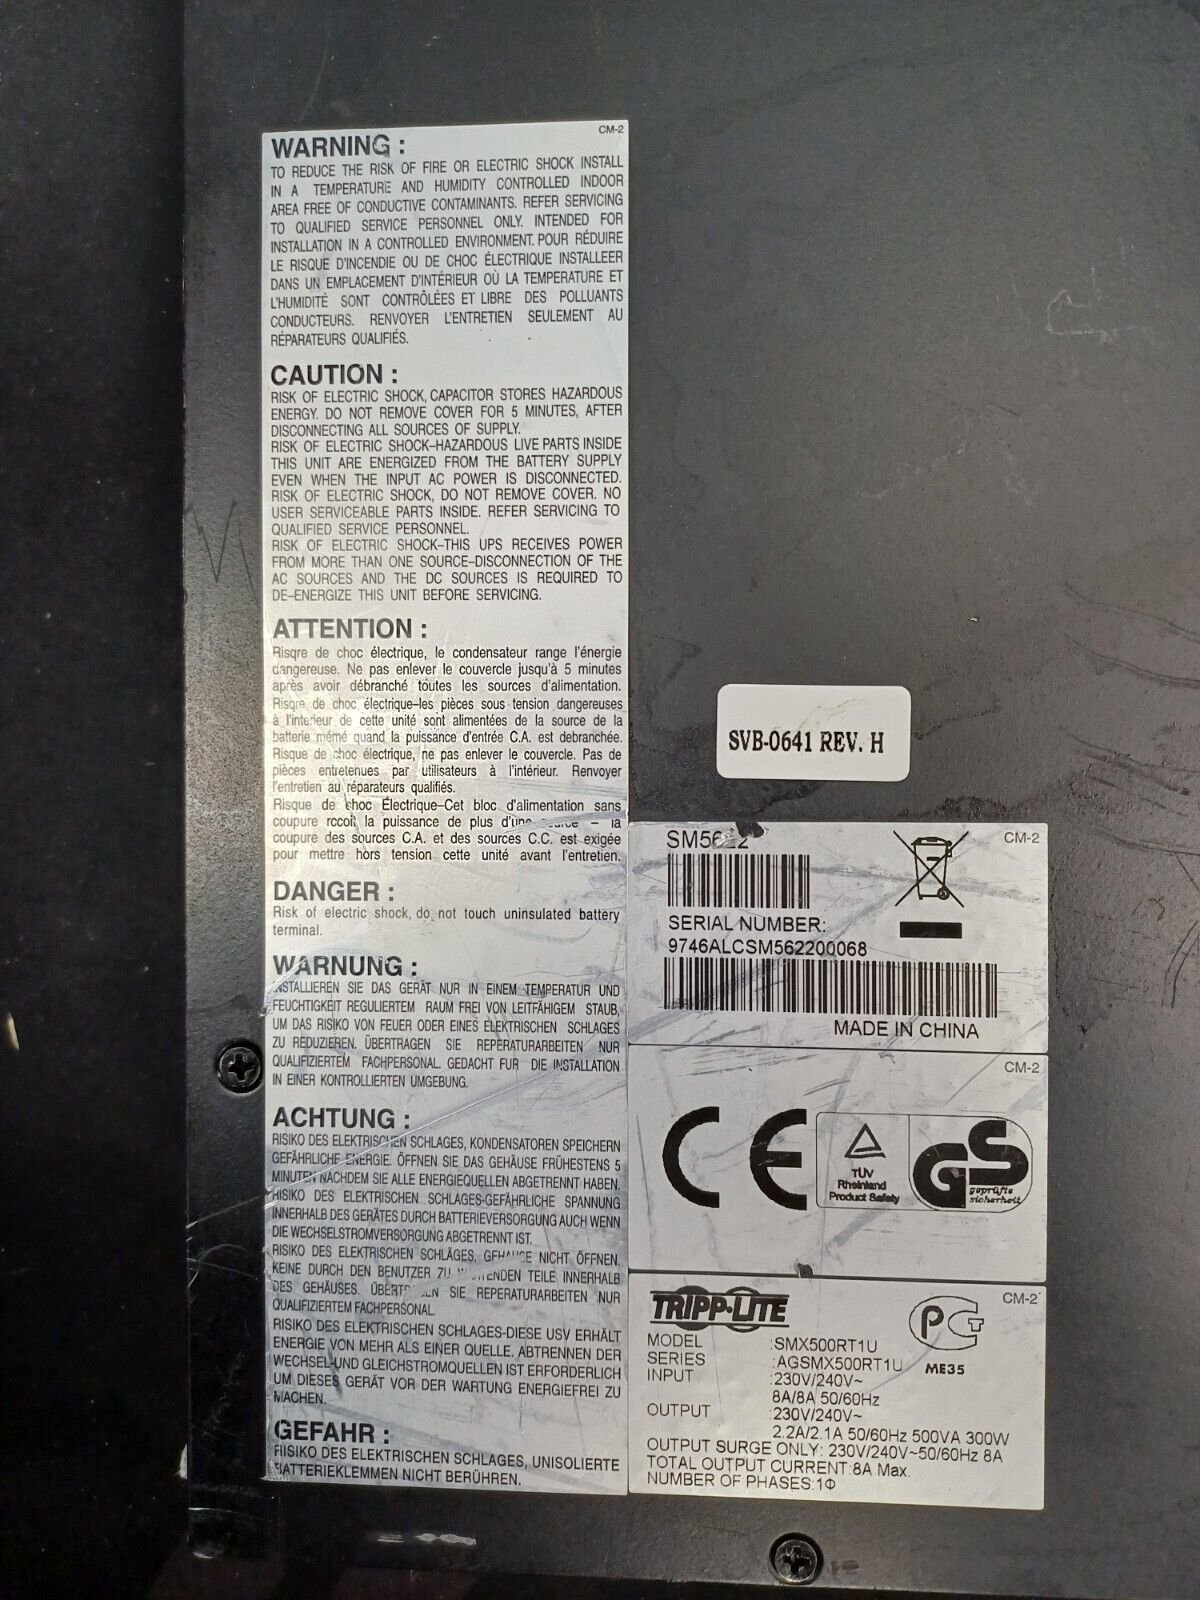 CM-2
WARNING :
TO REDUCE THE RISK OF FIRE OR ELECTRIC SHOCK INSTALL
IN A TEMPERATURE AND HUMIDITY CONTROLLED INDOOR
AREA FREE OF CONDUCTIVE CONTAMINANTS. REFER SERVICING
TO QUALIFIED SERVICE PERSONNEL ONLY. INTENDED FOR
INSTALLATION IN A CONTROLLED ENVIRONMENT. POUR RÉDUIRE
LE RISQUE D'INCENDIE OU DE CHOC ÉLECTRIQUE INSTALLEER
DANS UN EMPLACEMENT D'INTÉRIEUR OÙ LA TEMPERATURE ET
L'HUMIDITÉ SONT CONTRÔLÉES ET LIBRE DES POLLUANTS
CONDUCTEURS. RENVOYER L'ENTRETIEN SEULEMENT AU
RÉPARATEURS QUALIFIÉS.
CAUTION :
RISK OF ELECTRIC SHOCK, CAPACITOR STORES HAZARDOUS
ENERGY. DO NOT REMOVE COVER FOR 5 MINUTES, AFTER
DISCONNECTING ALL SOURCES OF SUPPLY.
RISK OF ELECTRIC SHOCK–HAZARDOUS LIVE PARTS INSIDE
THIS UNIT ARE ENERGIZED FROM THE BATTERY SUPPLY
EVEN WHEN THE INPUT AC POWER IS DISCONNECTED.
RISK OF ELECTRIC SHOCK, DO NOT REMOVE COVER. NO
USER SERVICEABLE PARTS INSIDE. REFER SERVICING TO
QUALIFIED SERVICE PERSONNEL.
RISK OF ELECTRIC SHOCK–THIS UPS RECEIVES POWER
FROM MORE THAN ONE SOURCE–DISCONNECTION OF THE
AC SOURCES AND THE DC SOURCES IS REQUIRED TO
DE–ENERGIZE THIS UNIT BEFORE SERVICING.
ATTENTION :
Risqre de choc électrique, le condensateur range l'énergie
dangereuse. Ne pas enlever le couvercle jusqu'à 5 minutes
après avoir débranché toutes les sources d'alimentation.
Risqre de choc électrique–les pièces sous tension dangereuses
à l'interieur de cette unité sont alimentées de la source de la
batterie mémé quand la puissance d'entrée C.A. est debranchée.
Risque de choc électrique, ne pas enlever le couvercle. Pas de
pièces entretenues par utilisateurs à l'intérieur. Renvoyer
l'entretien au réparateurs qualifiés.
Risque de choc Électrique–Cet bloc d'alimentation sans
coupure rccoit la puissance de plus d'une – la
coupure des sources C.A. et des sources C.C. est exigée
pour mettre hors tension cette unité avant l'entretien.
DANGER :
Risk of electric shock, do not touch uninsulated battery
terminal.
WARNUNG :
INSTALLIEREN SIE DAS GERÄT NUR IN EINEM TEMPERATUR UND
FEUCHTIGKEIT REGULIERTEM RAUM FREI VON LEITFÄHIGEM STAUB,
UM DAS RISIKO VON FEUER ODER EINES ELEKTRISCHEN SCHLAGES
ZU REDUZIEREN. ÜBERTRAGEN SIE REPERATURARBEITEN NUR
QUALIFIZIERTEM FACHPERSONAL. GEDACHT FUR DIE INSTALLATION
IN EINER KONTROLLIERTEN UMGEBUNG.
ACHTUNG :
RISIKO DES ELEKTRISCHEN SCHLAGES, KONDENSATOREN SPEICHERN
GEFÄHRLICHE ENERGIE. ÖFFNEN SIE DAS GEHÄUSE FRÜHESTENS 5
MINUTEN NACHDEM SIE ALLE ENERGIEQUELLEN ABGETRENNT HABEN.
RISIKO DES ELEKTRISCHEN SCHLAGES-GEFÄHRLICHE SPANNUNG
INNERHALB DES GERÄTES DURCH BATTERIEVERSORGUNG AUCH WENN
DIE WECHSELSTROMVERSORGUNG ABGETRENNT IST.
RISIKO DES ELEKTRISCHEN SCHLAGES, GEHAUSE NICHT ÖFFNEN.
KEINE DURCH DEN BENUTZER ZU TEILE INNERHALB
DES GEHÄUSES. SIE REPERATURARBEITEN NUR
QUALIFIZIERTEM FACHPERSONAL.
RISIKO DES ELEKTRISCHEN SCHLAGES-DIESE USV ERHÄLT
ENERGIE VON MEHR ALS EINER QUELLE. ABTRENNEN DER
WECHSEL-UND GLEICHSTROMQUELLEN IST ERFORDERLICH
UM DIESES GERÄT VOR DER WARTUNG ENERGIEFREI ZU
MACHEN.
GEFAHR :
RISIKO DES ELEKTRISCHEN SCHLAGES, UNISOLIERTE
BATTERIEKLEMMEN NICHT BERÜHREN.
SVB-0641 REV. H
SM5622
CM-2
SERIAL NUMBER:
9746ALCSM562200068
MADE IN CHINA
CM-2
CE
TÜV
Rheinland
Product Safety
GS
geprüfte
sicherheit
CM-2
TRIPP·LITE
MODEL :SMX500RT1U
SERIES :AGSMX500RT1U
INPUT :230V/240V~
8A/8A 50/60Hz
OUTPUT :230V/240V~
2.2A/2.1A 50/60Hz 500VA 300W
OUTPUT SURGE ONLY: 230V/240V~50/60Hz 8A
TOTAL OUTPUT CURRENT:8A Max.
NUMBER OF PHASES:1Φ
PCT
ME35